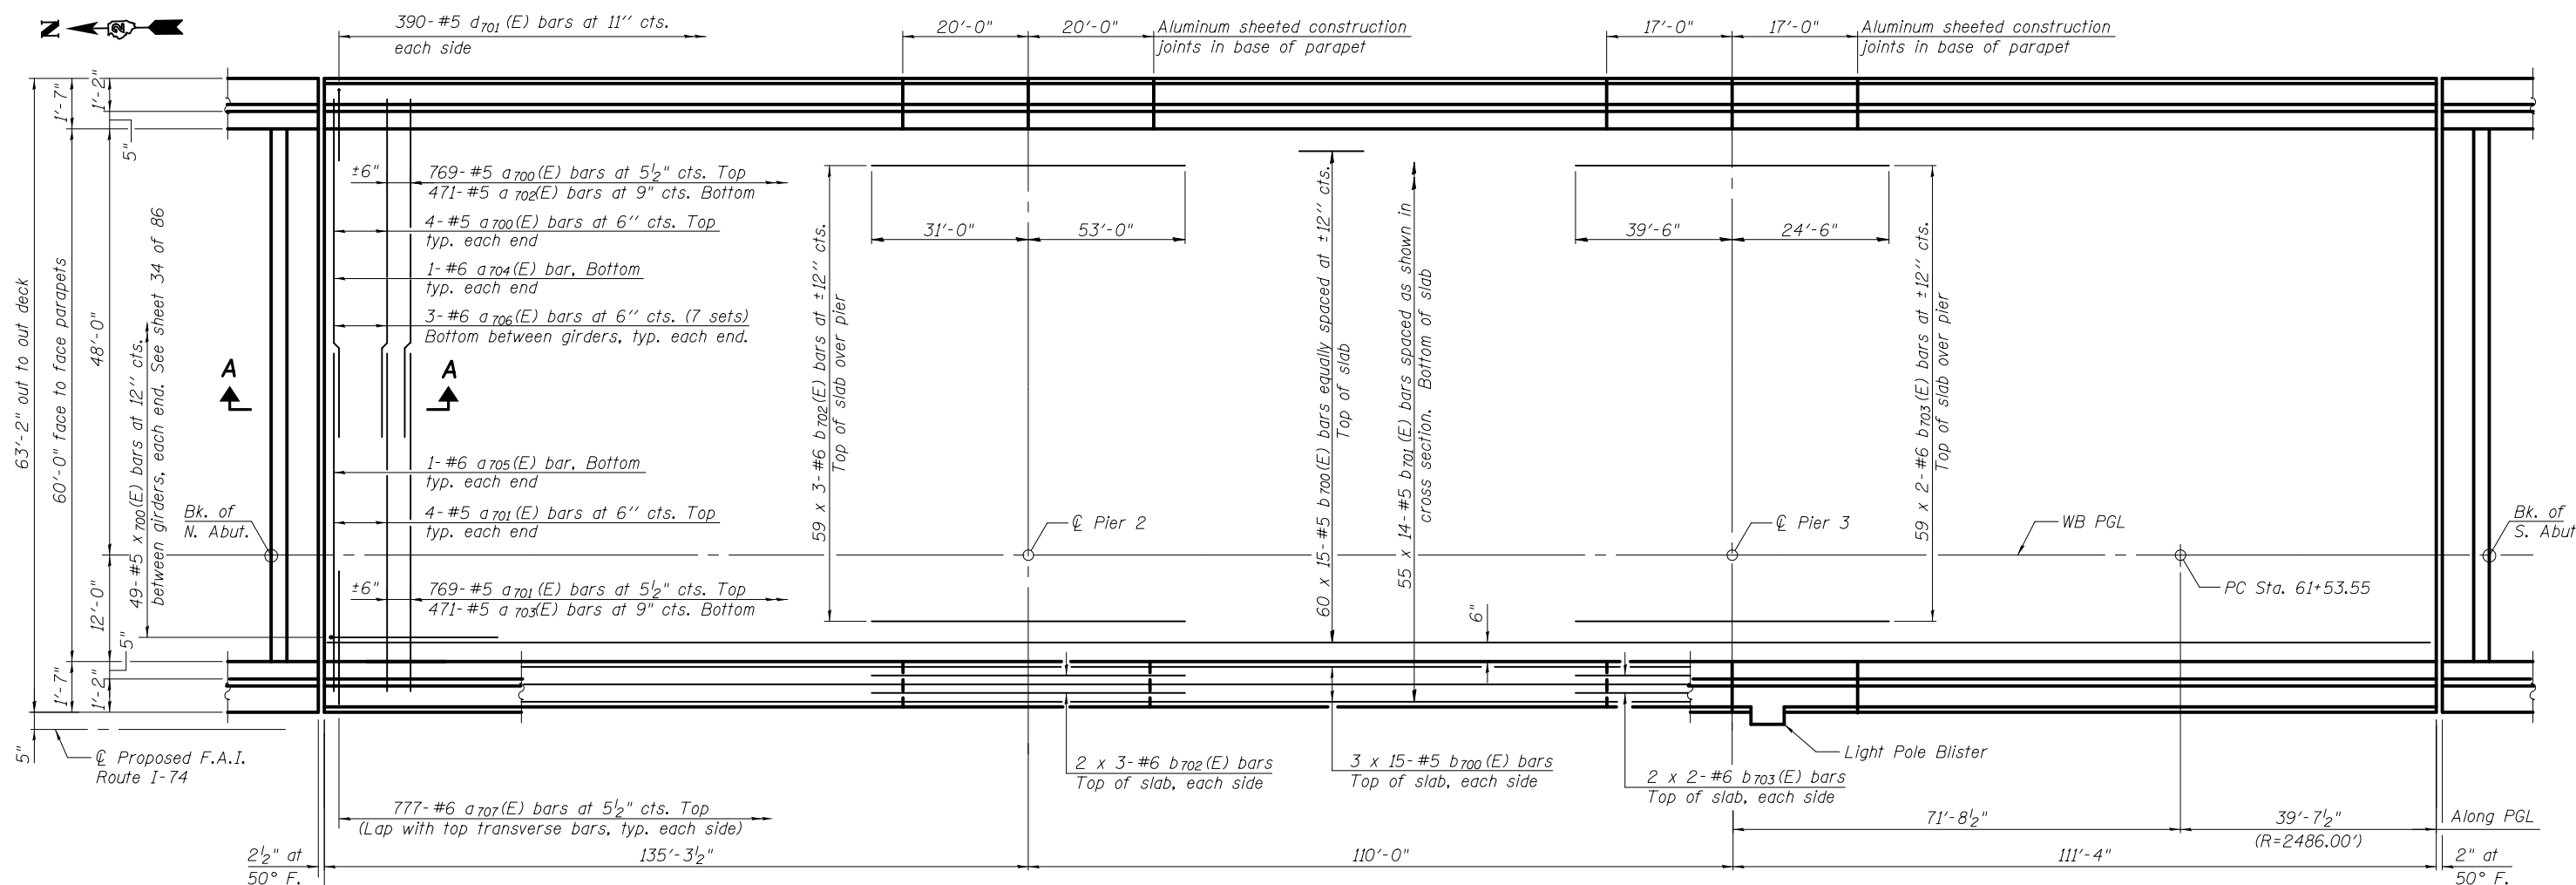 N
390-#5 d701 (E) bars at 11'' cts.
each side
20'-0"
20'-0"
Aluminum sheeted construction
joints in base of parapet
17'-0"
17'-0"
Aluminum sheeted construction
joints in base of parapet
1'-7"
1'-2"
5"
63'-2" out to out deck
60'-0" face to face parapets
48'-0"
12'-0"
49-#5 x700(E) bars at 12'' cts.
between girders, each end. See sheet 34 of 86
±6"
769-#5 a700(E) bars at 5½" cts. Top
471-#5 a702(E) bars at 9" cts. Bottom
4-#5 a700(E) bars at 6'' cts. Top
typ. each end
1-#6 a704(E) bar, Bottom
typ. each end
3-#6 a706(E) bars at 6'' cts. (7 sets)
Bottom between girders, typ. each end.
A
A
1-#6 a705(E) bar, Bottom
typ. each end
4-#5 a701(E) bars at 6'' cts. Top
typ. each end
±6"
769-#5 a701(E) bars at 5½" cts. Top
471-#5 a703(E) bars at 9" cts. Bottom
Bk. of
N. Abut.
31'-0"
53'-0"
59 x 3-#6 b702(E) bars at ±12'' cts.
Top of slab over pier
60 x 15-#5 b700(E) bars equally spaced at ±12'' cts.
Top of slab
55 x 14-#5 b701 (E) bars spaced as shown in
cross section. Bottom of slab
39'-6"
24'-6"
59 x 2-#6 b703(E) bars at ±12'' cts.
Top of slab over pier
℄ Pier 2
℄ Pier 3
WB PGL
PC Sta. 61+53.55
Bk. of
S. Abut
6"
5"
1'-7"
1'-2"
5"
℄ Proposed F.A.I.
Route I-74
2 x 3-#6 b702(E) bars
Top of slab, each side
3 x 15-#5 b700(E) bars
Top of slab, each side
2 x 2-#6 b703(E) bars
Top of slab, each side
Light Pole Blister
777-#6 a707(E) bars at 5½" cts. Top
(Lap with top transverse bars, typ. each side)
71'-8½"
39'-7½"
Along PGL
(R=2486.00')
2½" at
50° F.
135'-3½"
110'-0"
111'-4"
2" at
50° F.